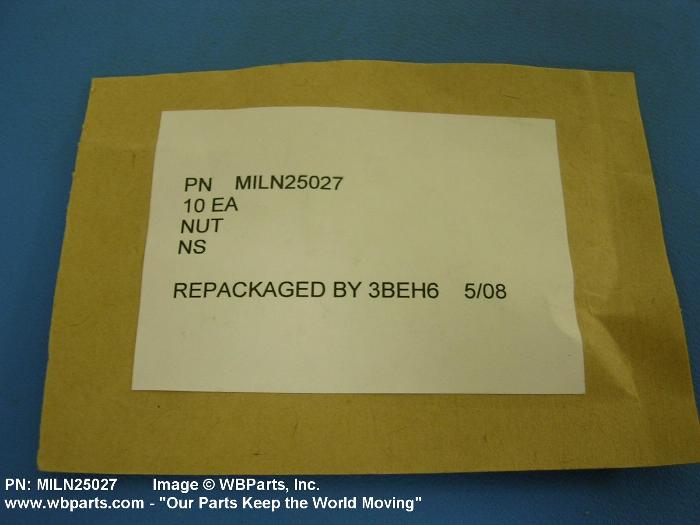 PN MILN25027
10 EA
NUT
NS
REPACKAGED BY 3BEH6 5/08
PN: MILN25027 Image © WBParts, Inc.
www.wbparts.com - "Our Parts Keep the World Moving"